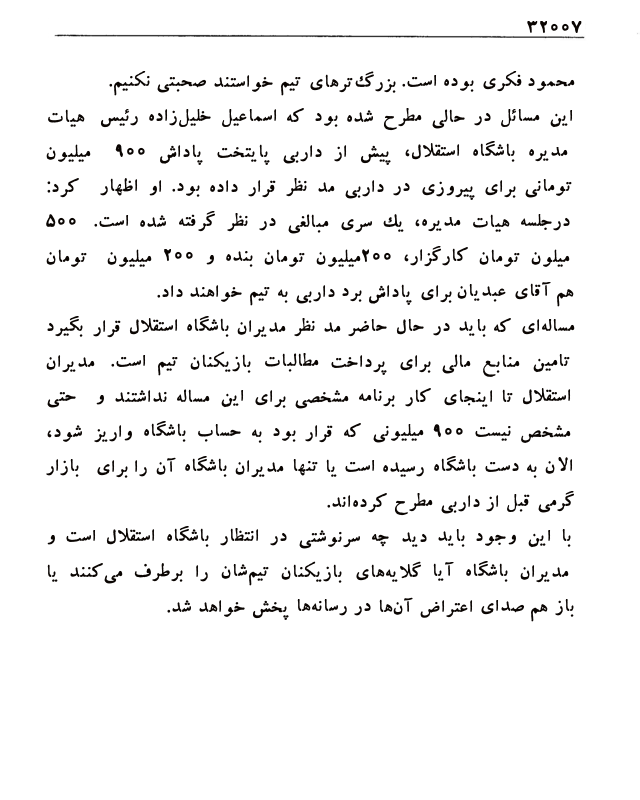 ۳۲۰۰۷
محمود فکری بوده است. بزرگ‌ترهای تیم خواستند صحبتی نکنیم.
این مسائل در حالی مطرح شده بود که اسماعیل خلیل‌زاده رئیس هیات
مدیره باشگاه استقلال، پیش از داربی پایتخت پاداش ۹۰۰ میلیون
تومانی برای پیروزی در داربی مد نظر قرار داده بود. او اظهار کرد:
درجلسه هیات مدیره، یك سری مبالغی در نظر گرفته شده است. ۵۰۰
میلون تومان کارگزار، ۲۰۰میلیون تومان بنده و ۲۰۰ میلیون تومان
هم آقای عبدیان برای پاداش برد داربی به تیم خواهند داد.
مساله‌ای که باید در حال حاضر مد نظر مدیران باشگاه استقلال قرار بگیرد
تامین منابع مالی برای پرداخت مطالبات بازیکنان تیم است. مدیران
استقلال تا اینجای کار برنامه مشخصی برای این مساله نداشتند و حتی
مشخص نیست ۹۰۰ میلیونی که قرار بود به حساب باشگاه واریز شود،
الان به دست باشگاه رسیده است یا تنها مدیران باشگاه آن را برای بازار
گرمی قبل از داربی مطرح کرده‌اند.
با این وجود باید دید چه سرنوشتی در انتظار باشگاه استقلال است و
مدیران باشگاه آیا گلایه‌های بازیکنان تیم‌شان را برطرف می‌کنند یا
باز هم صدای اعتراض آن‌ها در رسانه‌ها پخش خواهد شد.